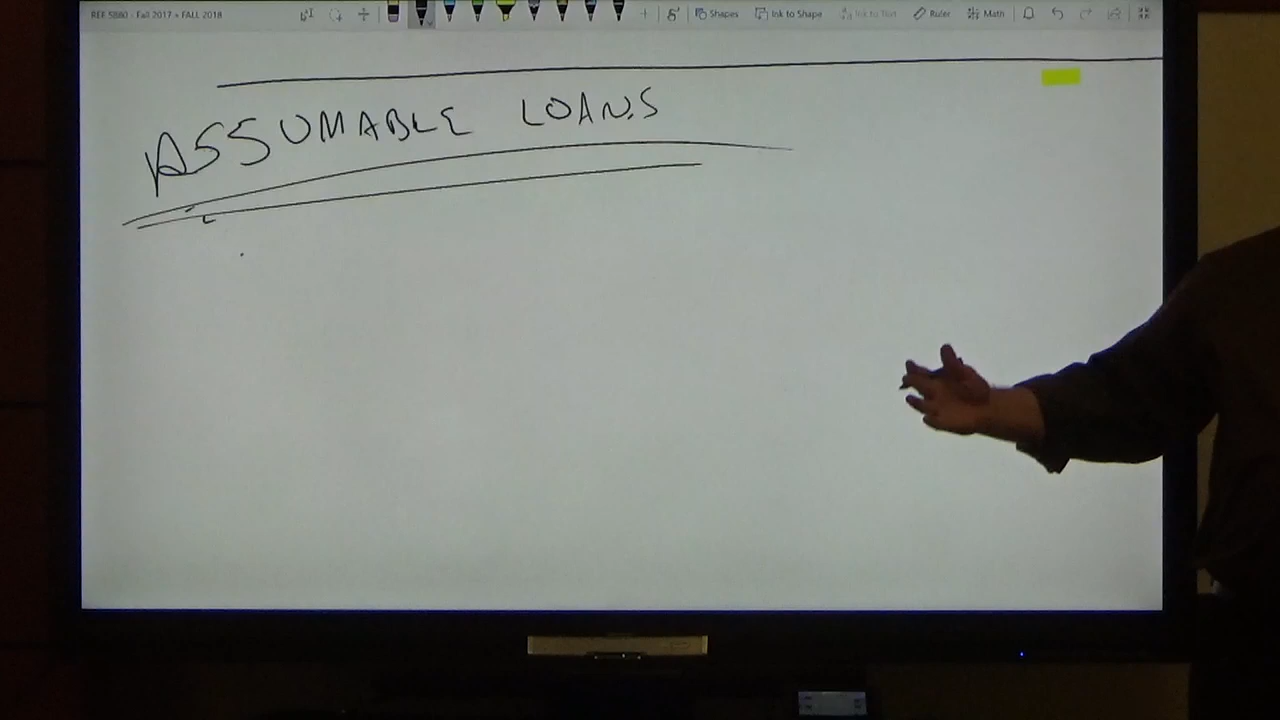 REF 5880 - Fall 2017 » FALL 2018
Shapes
Ink to Shape
Ink to Text
Ruler
Math
ASSUMABLE LOANS